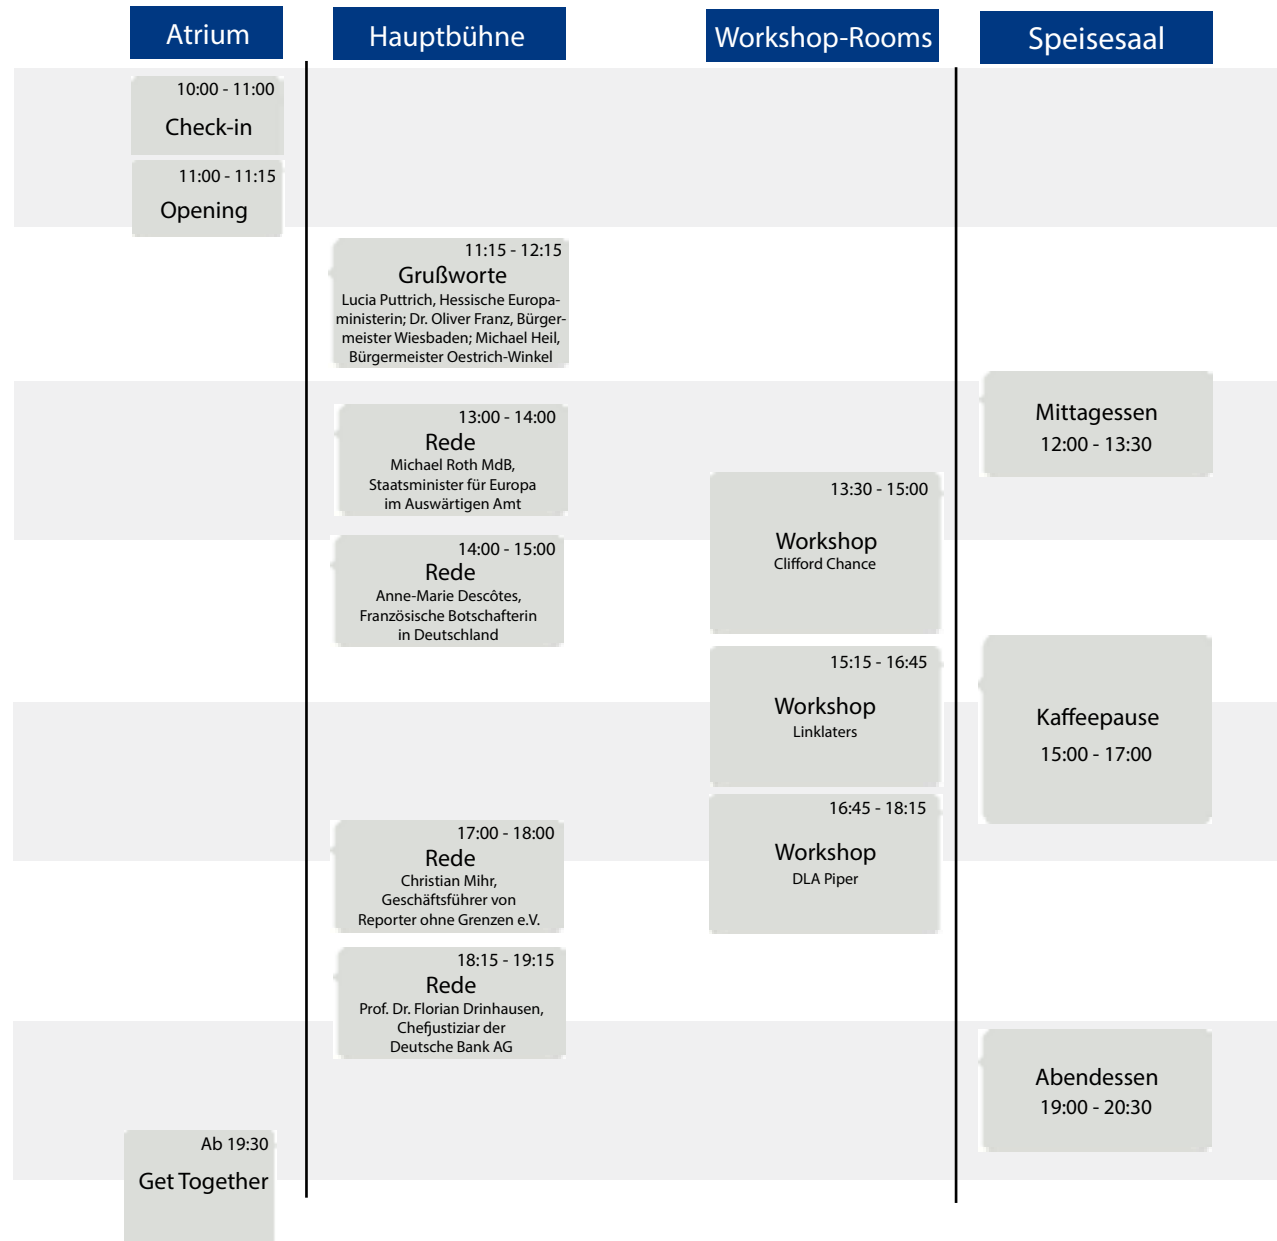 Atrium
Hauptbühne
Workshop-Rooms
Speisesaal
10:00 - 11:00
Check-in
11:00 - 11:15
Opening
11:15 - 12:15
Grußworte
Lucia Puttrich, Hessische Europa-
ministerin; Dr. Oliver Franz, Bürger-
meister Wiesbaden; Michael Heil,
Bürgermeister Oestrich-Winkel
Mittagessen
12:00 - 13:30
13:00 - 14:00
Rede
Michael Roth MdB,
Staatsminister für Europa
im Auswärtigen Amt
13:30 - 15:00
Workshop
Clifford Chance
14:00 - 15:00
Rede
Anne-Marie Descôtes,
Französische Botschafterin
in Deutschland
15:15 - 16:45
Workshop
Linklaters
Kaffeepause
15:00 - 17:00
16:45 - 18:15
Workshop
DLA Piper
17:00 - 18:00
Rede
Christian Mihr,
Geschäftsführer von
Reporter ohne Grenzen e.V.
18:15 - 19:15
Rede
Prof. Dr. Florian Drinhausen,
Chefjustiziar der
Deutsche Bank AG
Abendessen
19:00 - 20:30
Ab 19:30
Get Together